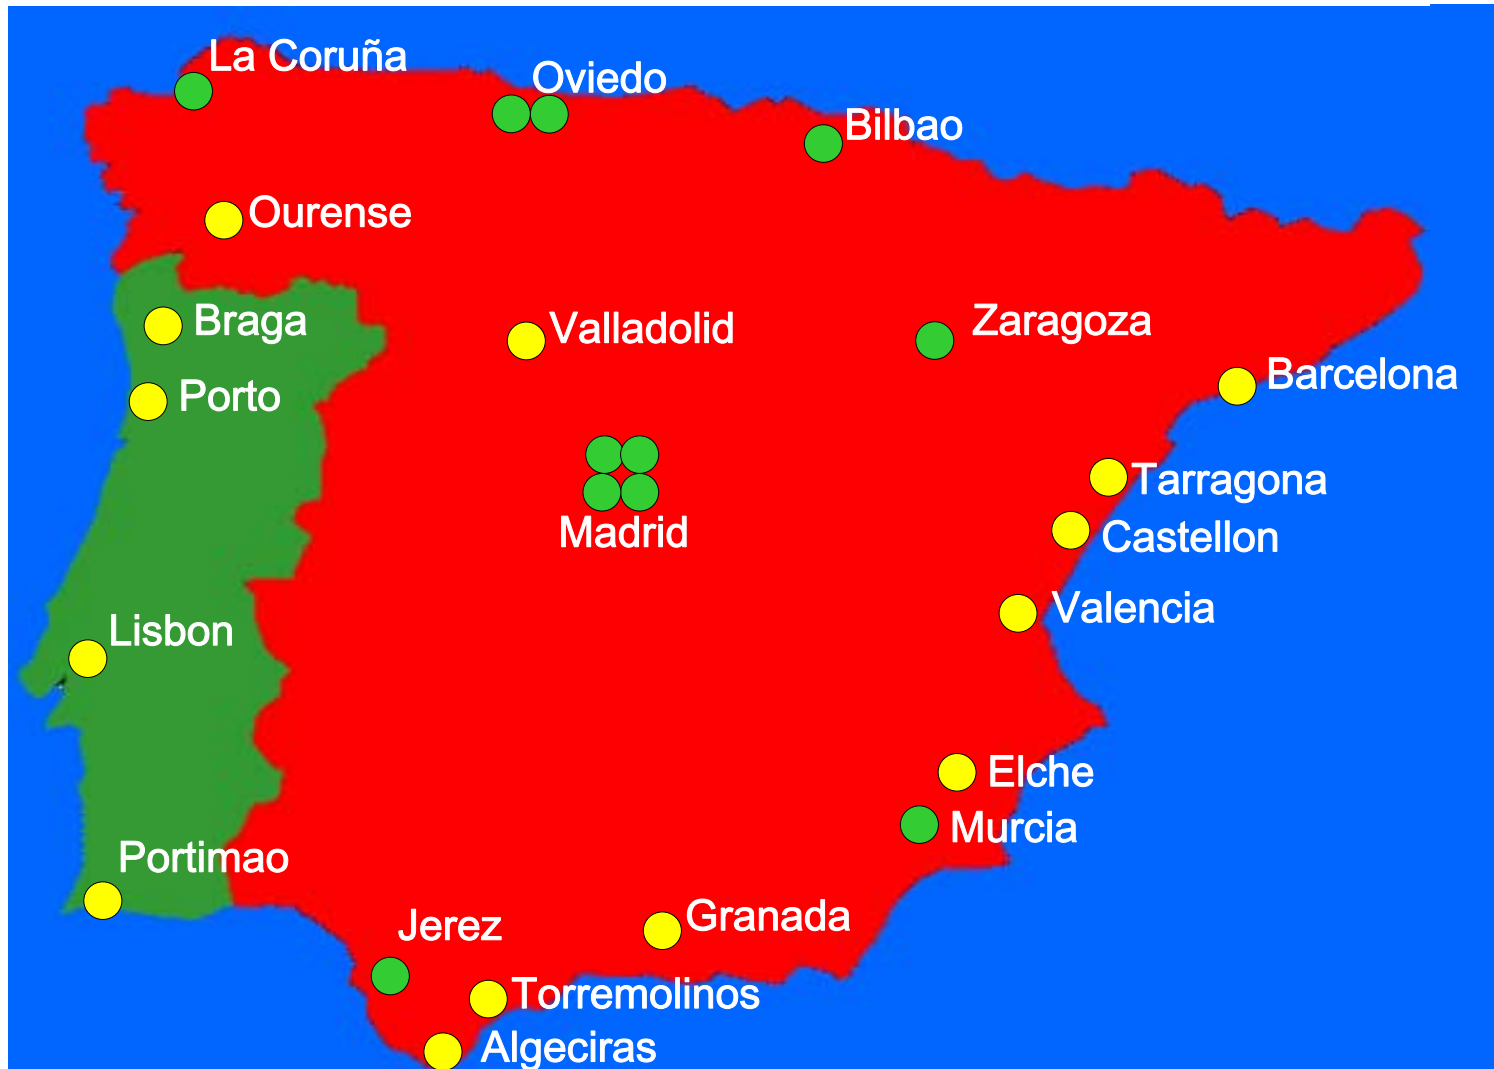 La Coruña
Oviedo
Bilbao
Ourense
Braga
Valladolid
Zaragoza
Porto
Barcelona
Tarragona
Madrid
Castellon
Valencia
Lisbon
Elche
Murcia
Portimao
Jerez
Granada
Torremolinos
Algeciras